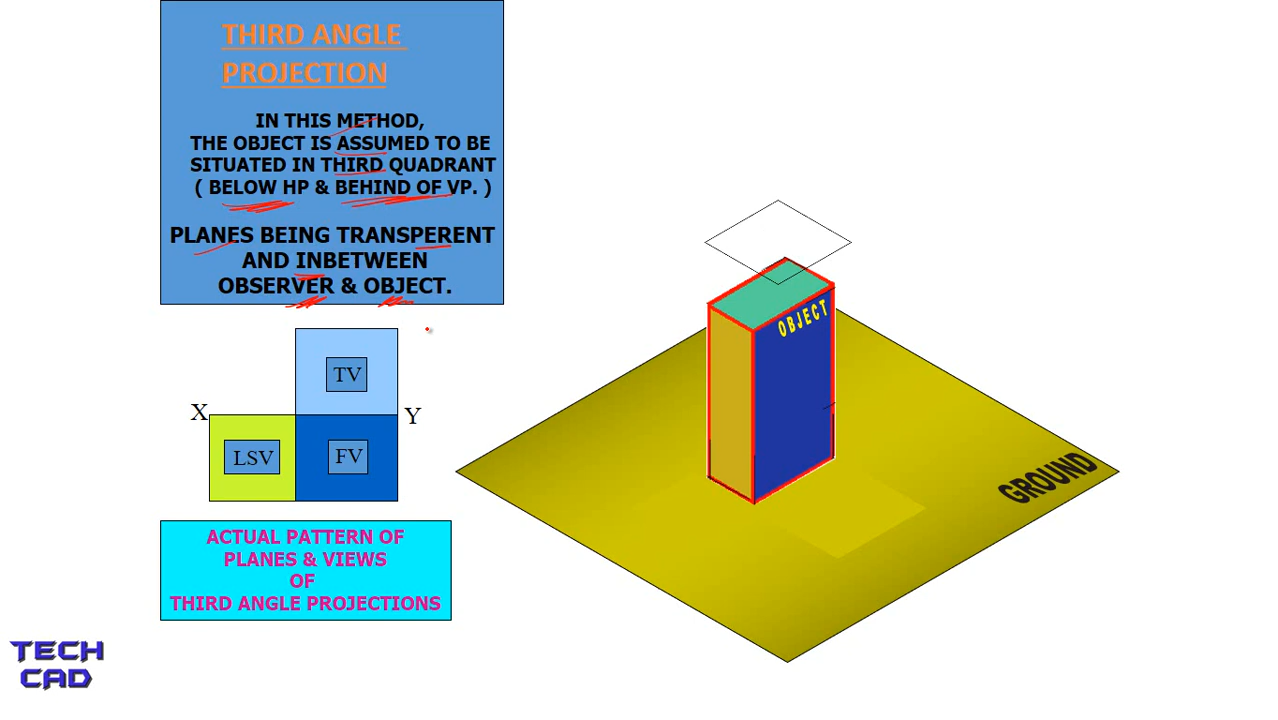 THIRD ANGLE
PROJECTION
IN THIS METHOD,
THE OBJECT IS ASSUMED TO BE
SITUATED IN THIRD QUADRANT
( BELOW HP & BEHIND OF VP. )
PLANES BEING TRANSPERENT
AND INBETWEEN
OBSERVER & OBJECT.
TV
X
Y
LSV
FV
ACTUAL PATTERN OF
PLANES & VIEWS
OF
THIRD ANGLE PROJECTIONS
OBJECT
GROUND
TECH
CAD